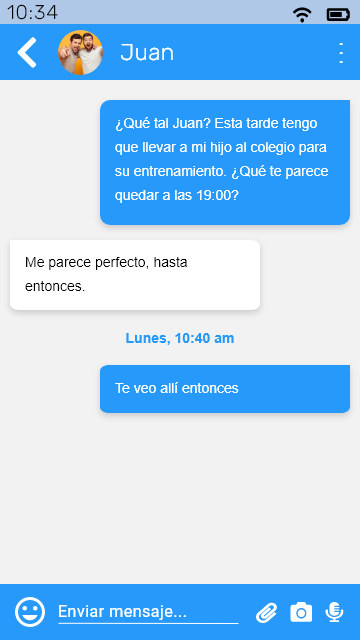 10:34
Juan
¿Qué tal Juan? Esta tarde tengo
que llevar a mi hijo al colegio para
su entrenamiento. ¿Qué te parece
quedar a las 19:00?
Me parece perfecto, hasta
entonces.
Lunes, 10:40 am
Te veo allí entonces
Enviar mensaje...